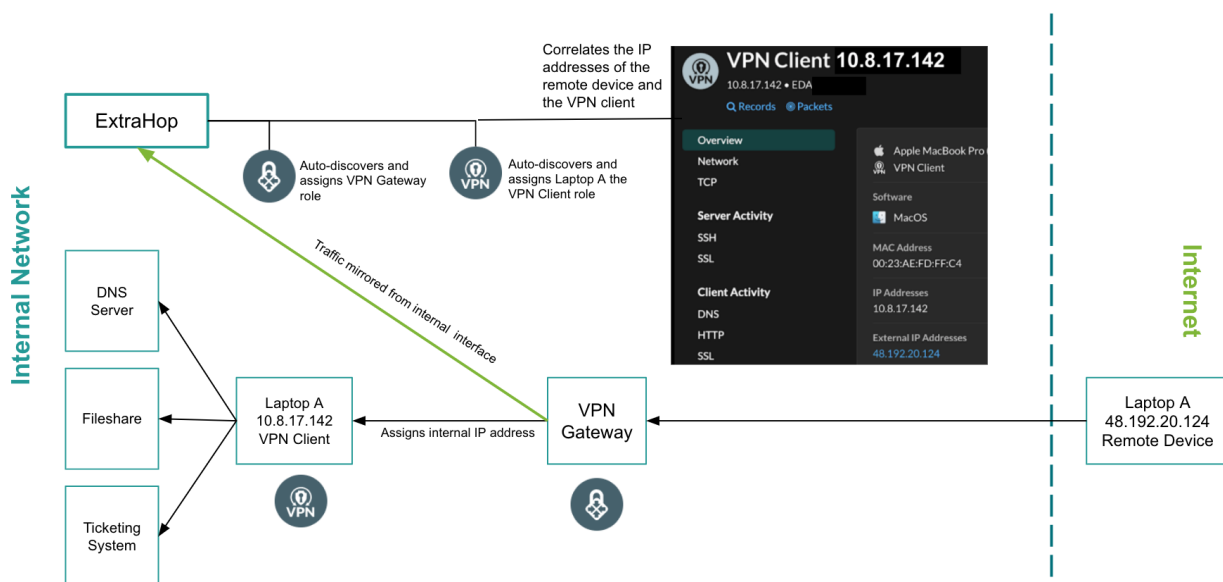 Internal Network
ExtraHop
Auto-discovers and
assigns VPN Gateway
role
VPN
Auto-discovers and
assigns Laptop A the
VPN Client role
Correlates the IP
addresses of the
remote device and
the VPN client
VPN
VPN Client 10.8.17.142
10.8.17.142 • EDA
Records Packets
Overview
Network
TCP
Server Activity
SSH
SSL
Client Activity
DNS
HTTP
SSL
Apple MacBook Pro
VPN
VPN Client
Software
MacOS
MAC Address
00:23:AE:FD:FF:C4
IP Addresses
10.8.17.142
External IP Addresses
48.192.20.124
Internet
Traffic mirrored from internal interface
DNS
Server
Fileshare
Ticketing
System
Laptop A
10.8.17.142
VPN Client
VPN
Assigns internal IP address
VPN
Gateway
Laptop A
48.192.20.124
Remote Device